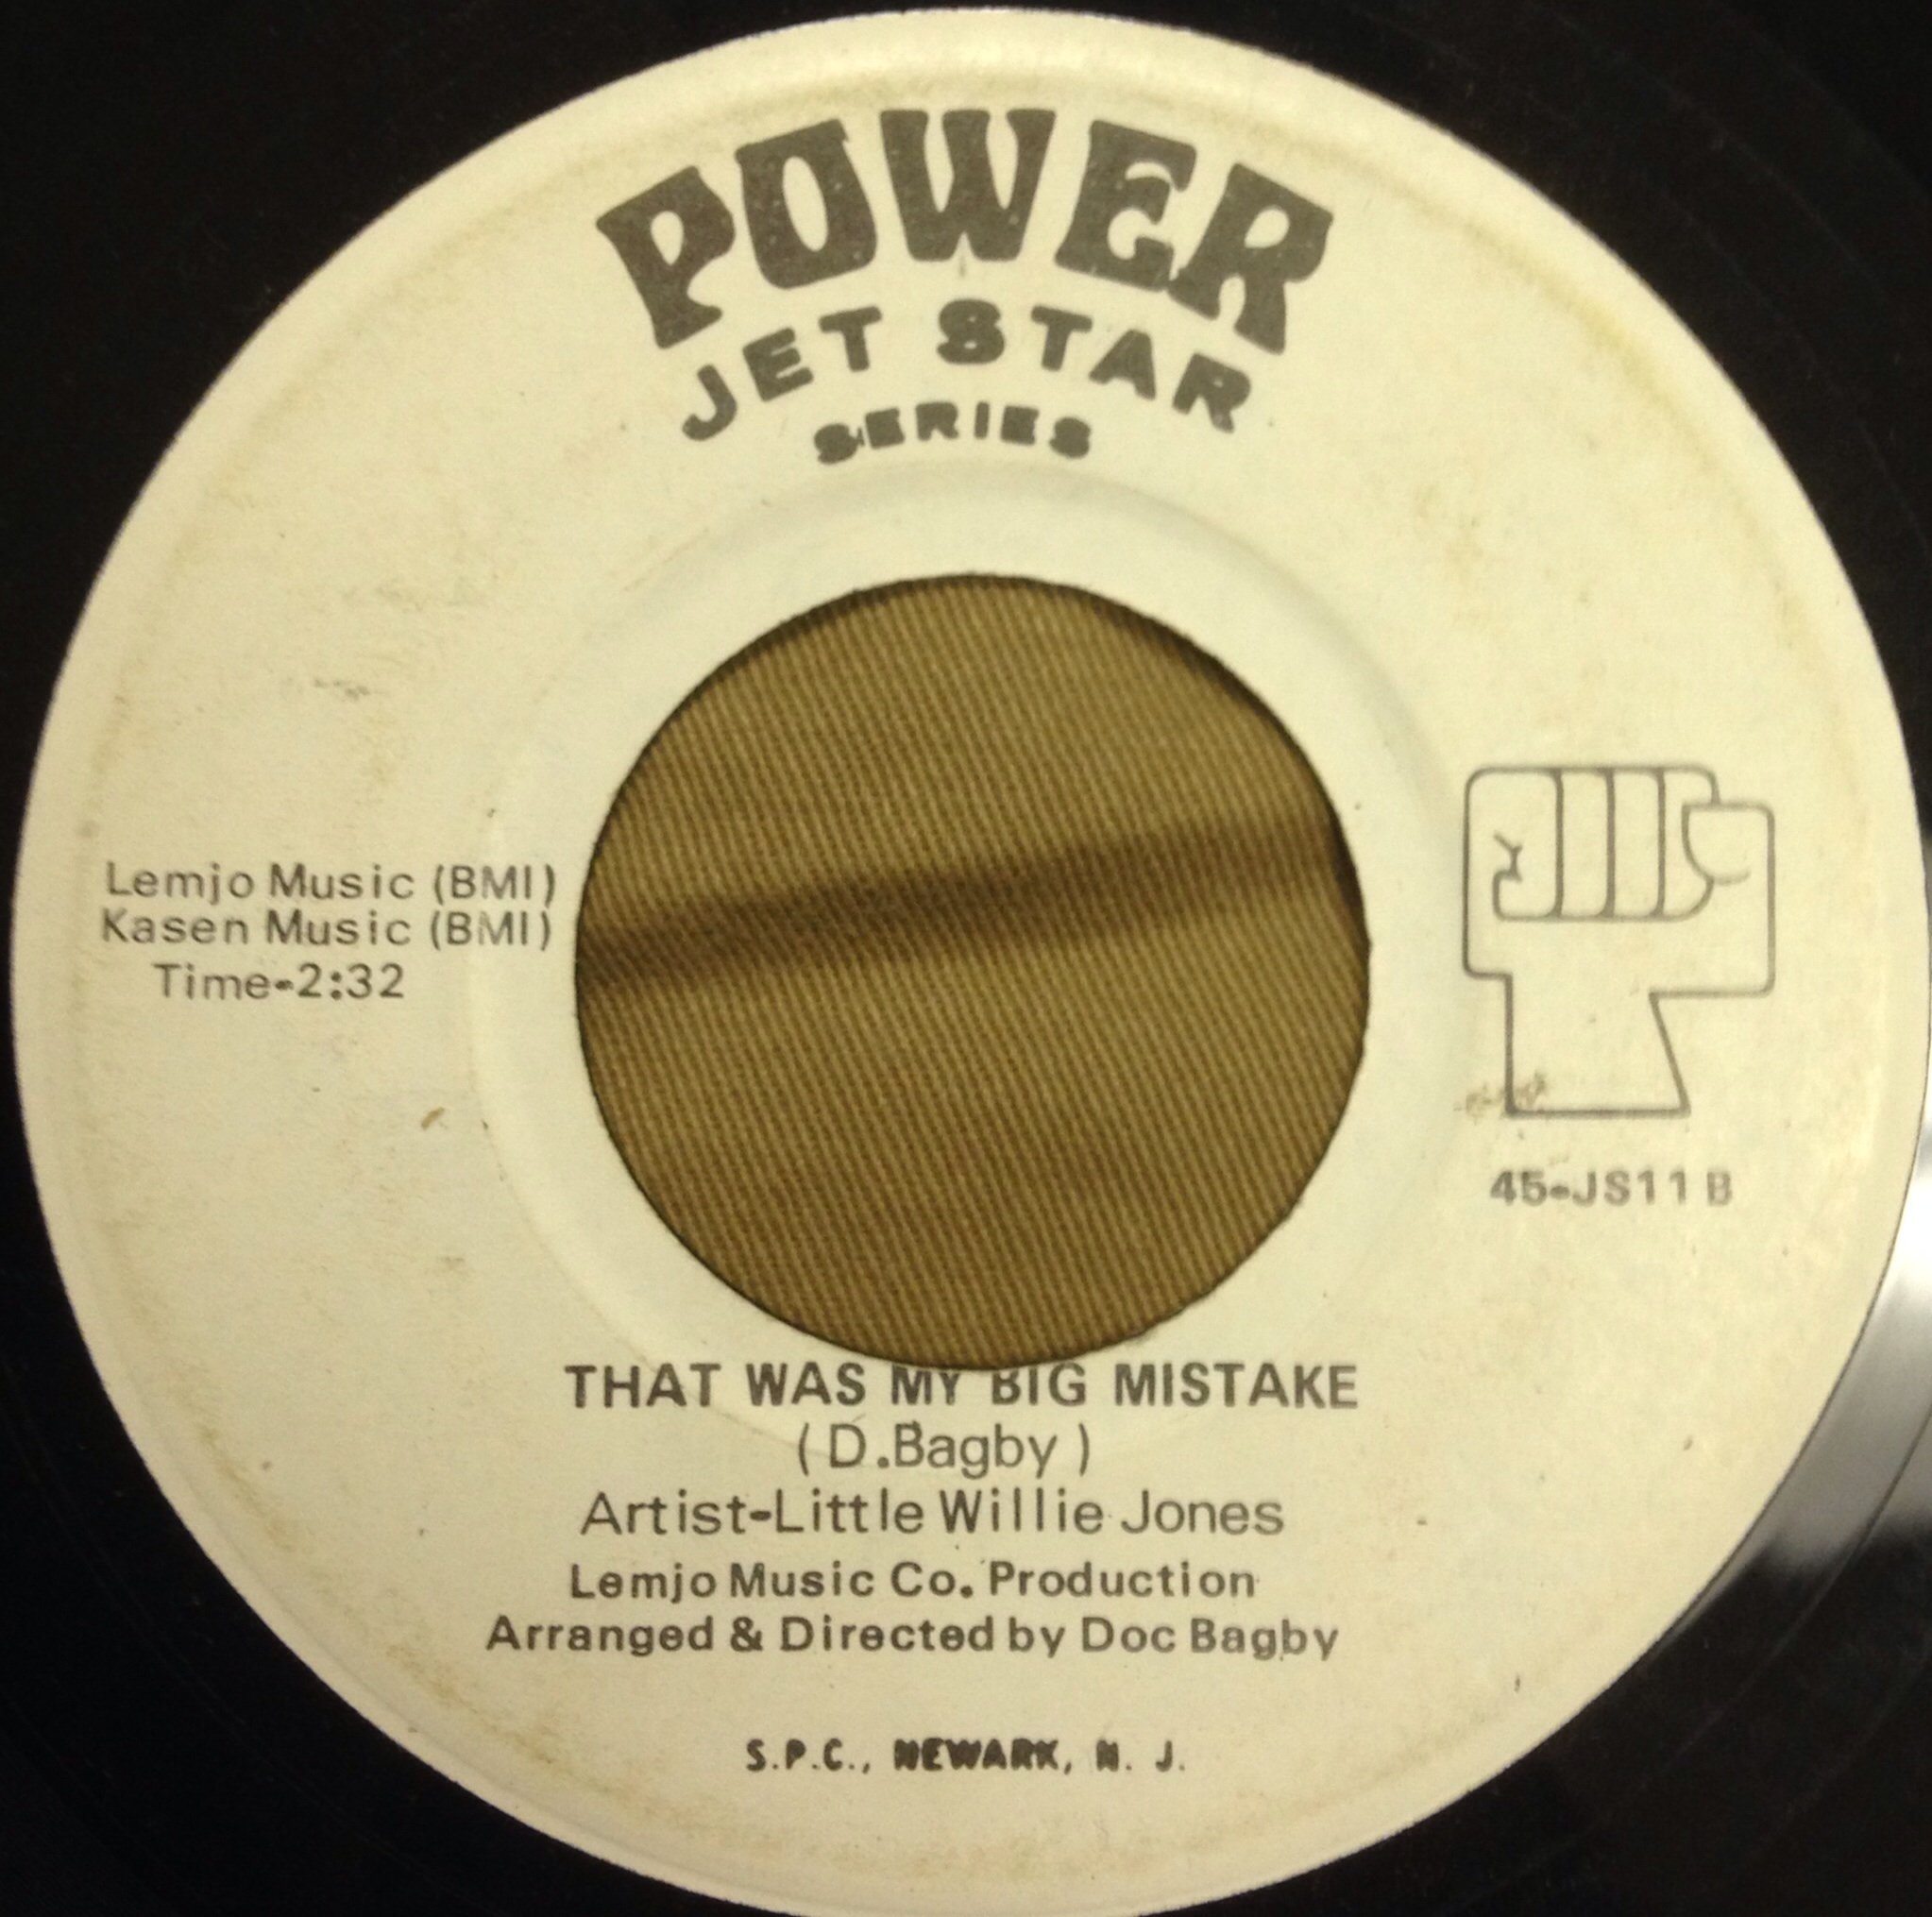 POWER
JET STAR
SERIES
Lemjo Music (BMI)
Kasen Music (BMI)
Time-2:32
45-JS11 B
THAT WAS MY BIG MISTAKE
(D.Bagby)
Artist-Little Willie Jones
Lemjo Music Co. Production
Arranged & Directed by Doc Bagby
S.P.C., NEWARK, N. J.